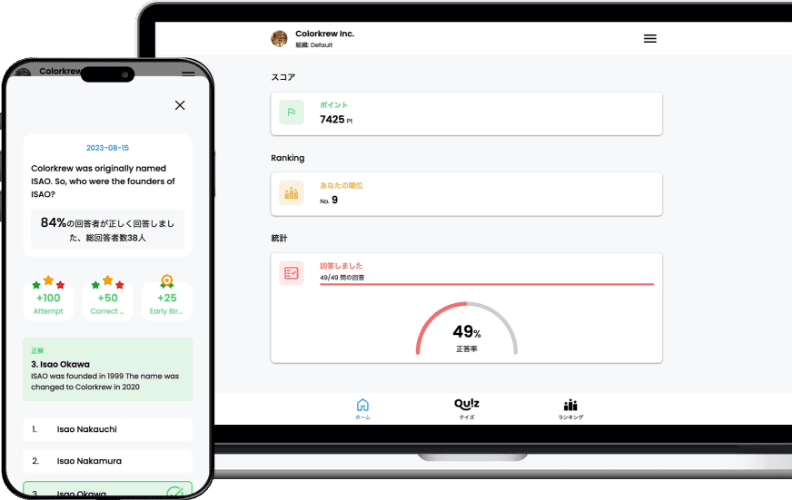 Colorkrew
2023-08-15
Colorkrew was originally named
ISAO. So, who were the founders of
ISAO?
84%の回答者が正しく回答しまし
た、総回答者数38人
+100
Attempt
+50
Correct ...
+25
Early Bir...
正解
3. Isao Okawa
ISAO was founded in 1999 The name was
changed to Colorkrew in 2020
1. Isao Nakauchi
2. Isao Nakamura
3. Isao Okawa
Colorkrew Inc.
組織: Default
スコア
ポイント
7425 Pt
Ranking
あなたの順位
No. 9
統計
回答しました
49/49 問の回答
49%
正答率
ホーム
Quiz
クイズ
ランキング